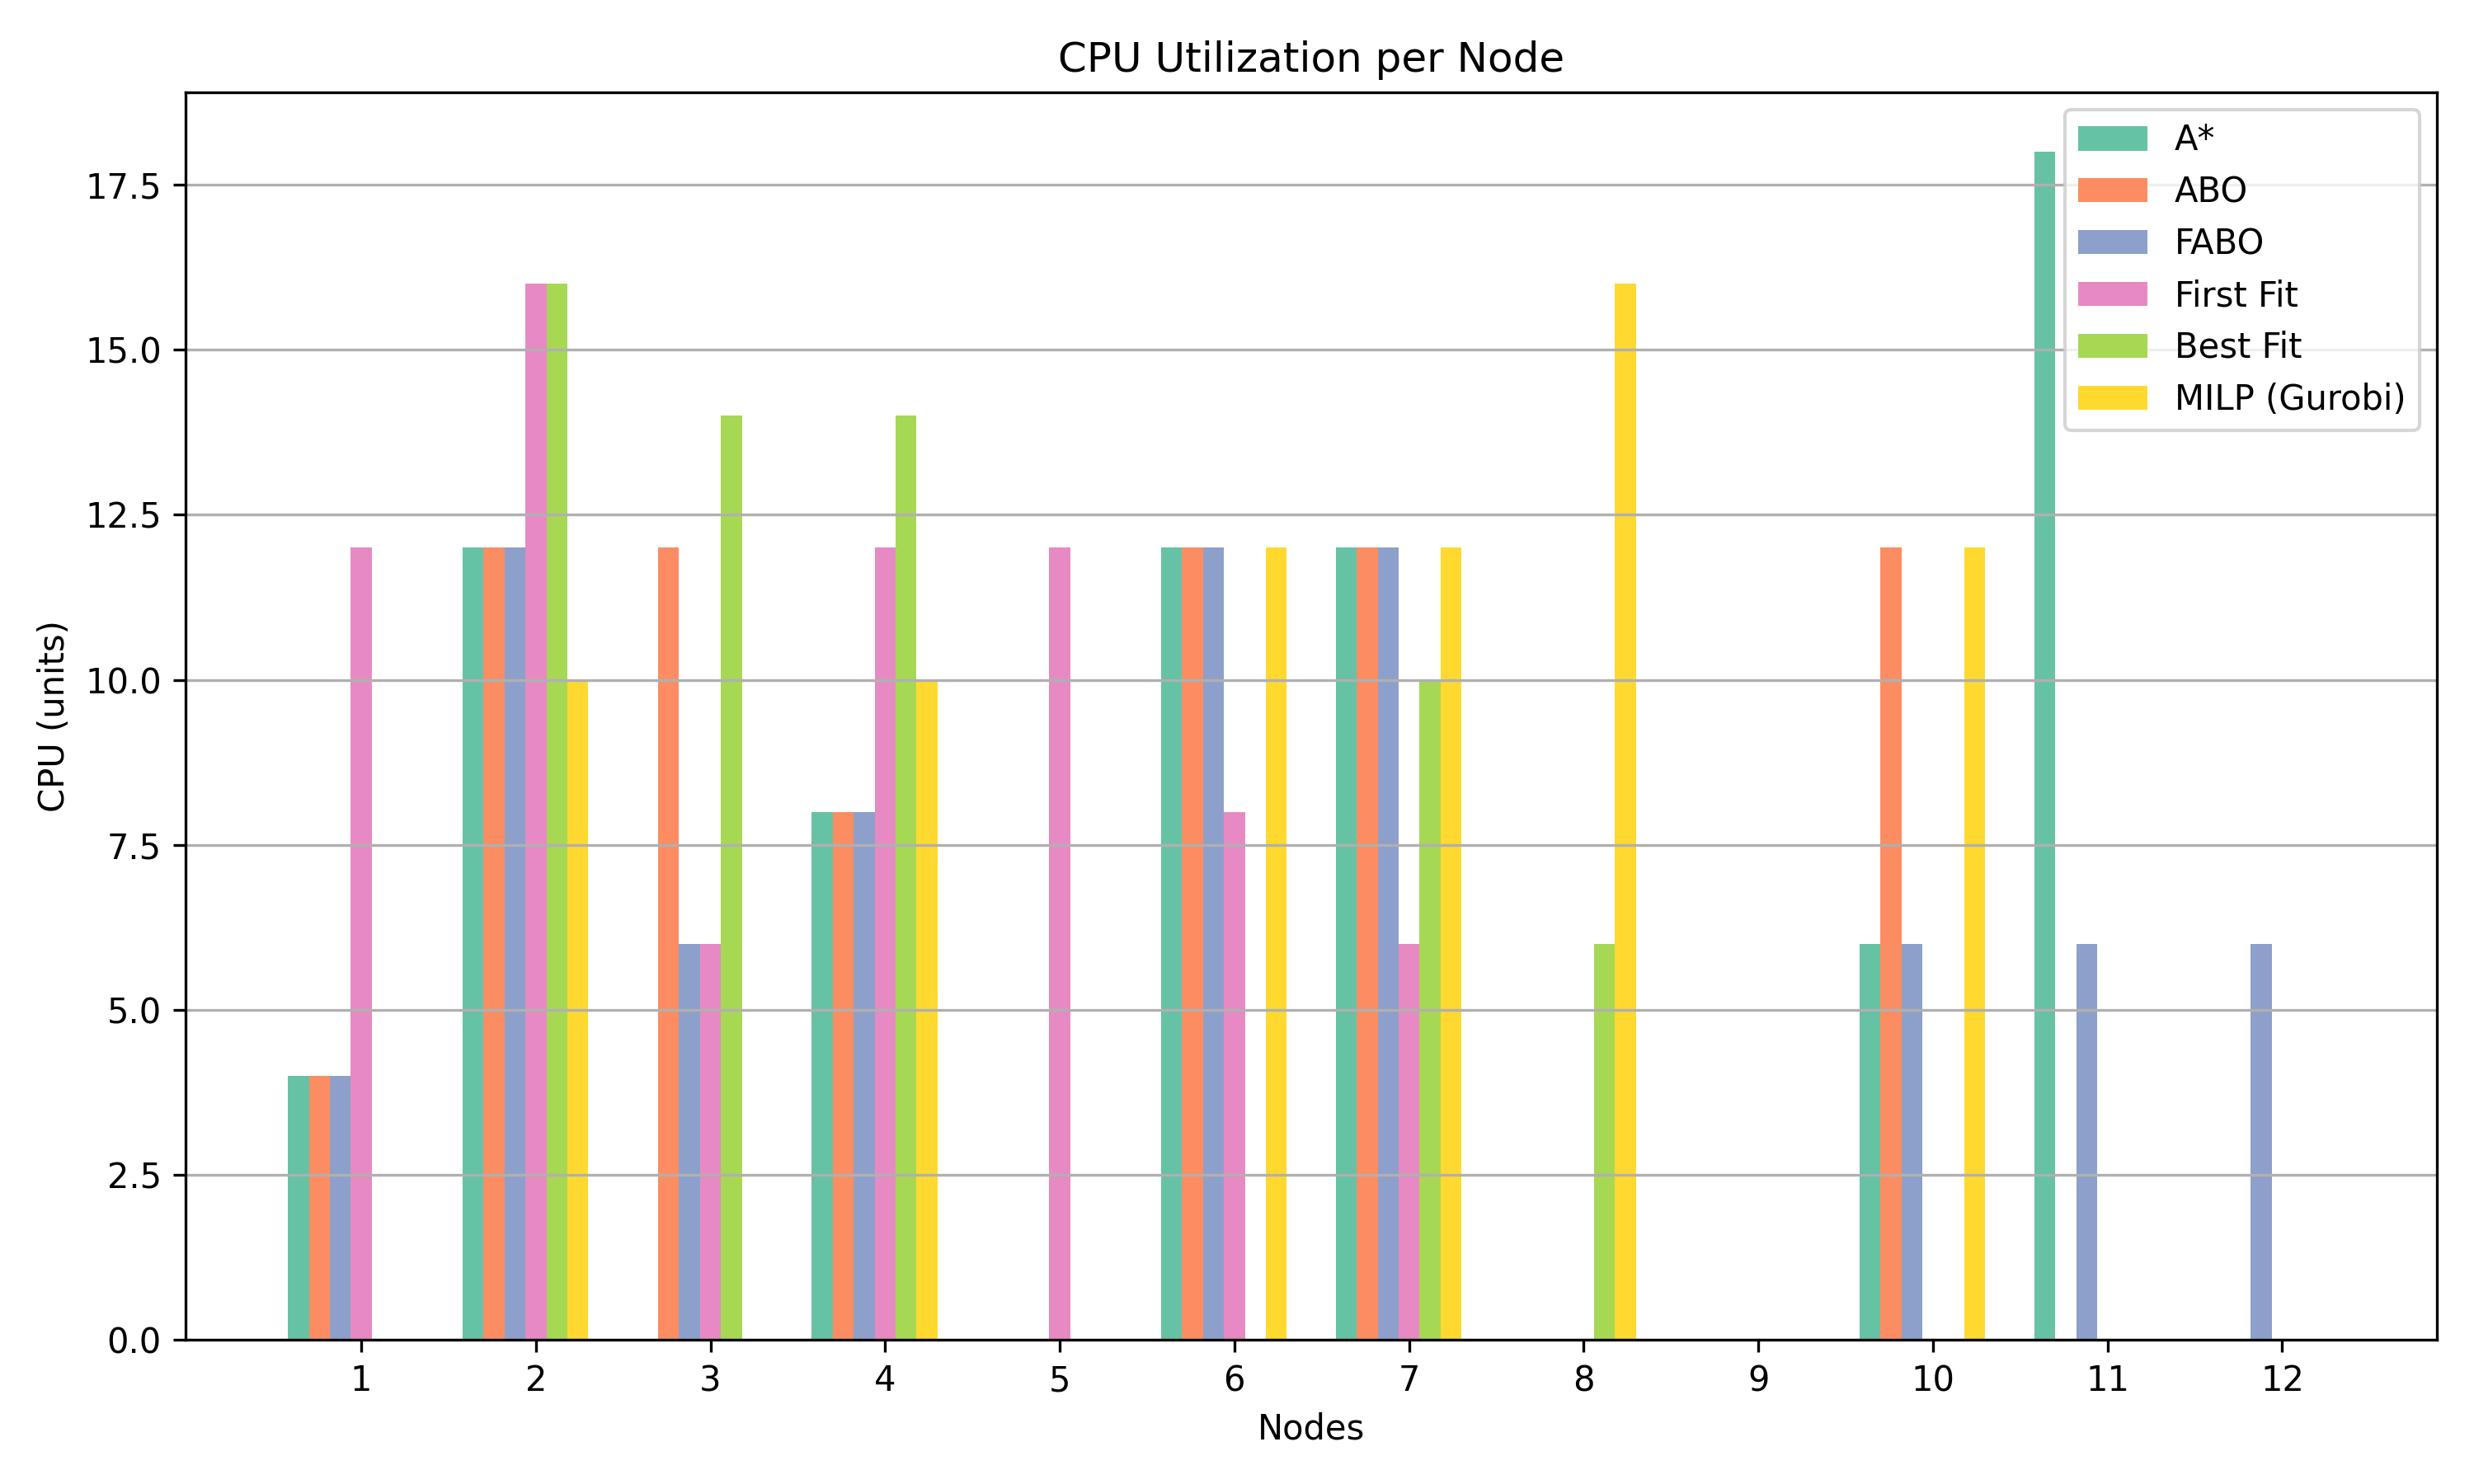 CPU Utilization per Node
A*
ABO
FABO
First Fit
Best Fit
MILP (Gurobi)
CPU (units)
17.5
15.0
12.5
10.0
7.5
5.0
2.5
0.0
1 2 3 4 5 6 7 8 9 10 11 12
Nodes